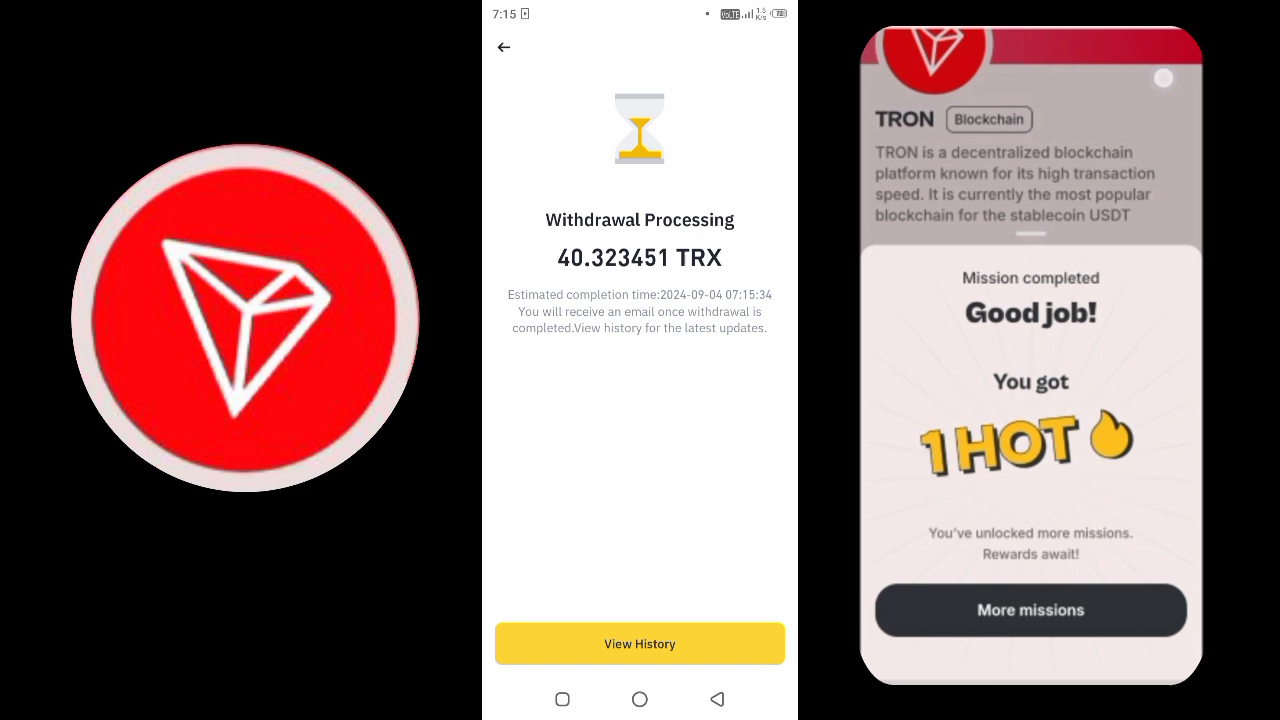 7:15
VoLTE
1.5
K/s
Withdrawal Processing
40.323451 TRX
Estimated completion time:2024-09-04 07:15:34
You will receive an email once withdrawal is
completed.View history for the latest updates.
View History
TRON
Blockchain
TRON is a decentralized blockchain
platform known for its high transaction
speed. It is currently the most popular
blockchain for the stablecoin USDT
Mission completed
Good job!
You got
1 HOT
You've unlocked more missions.
Rewards await!
More missions